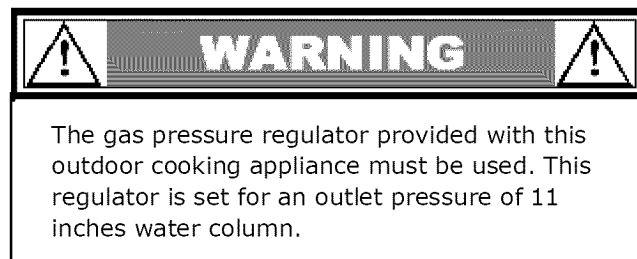 WARNING
The gas pressure regulator provided with this
outdoor cooking appliance must be used. This
regulator is set for an outlet pressure of 11
inches water column.